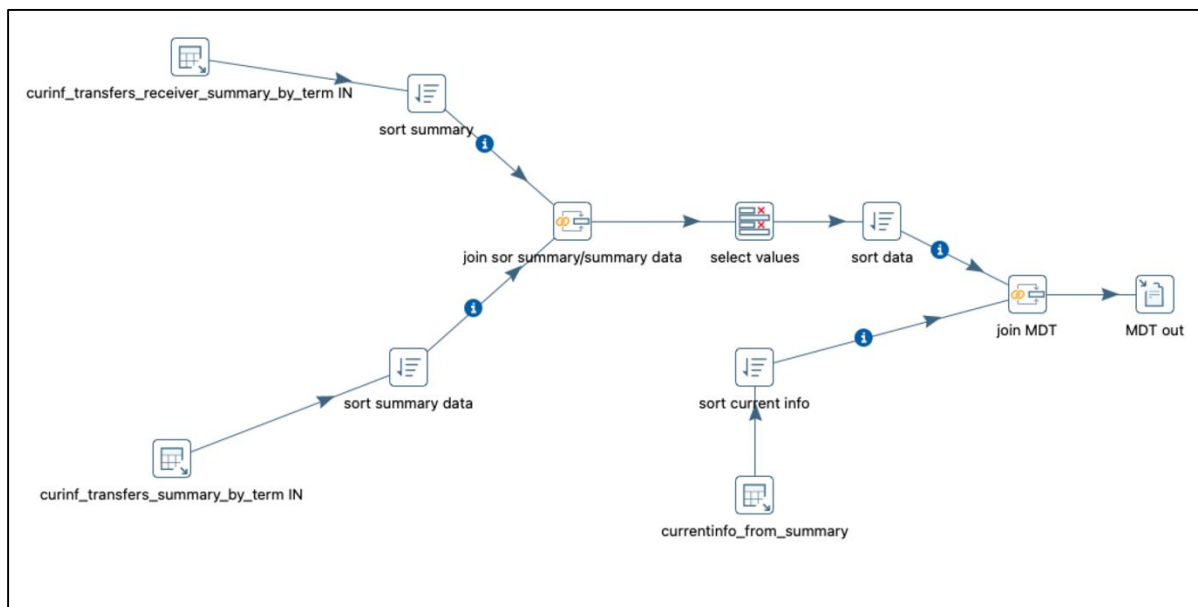 curinf_transfers_receiver_summary_by_term IN
sort summary
i
join sor summary/summary data
select values
sort data
i
i
join MDT
MDT out
i
sort summary data
sort current info
curinf_transfers_summary_by_term IN
currentinfo_from_summary